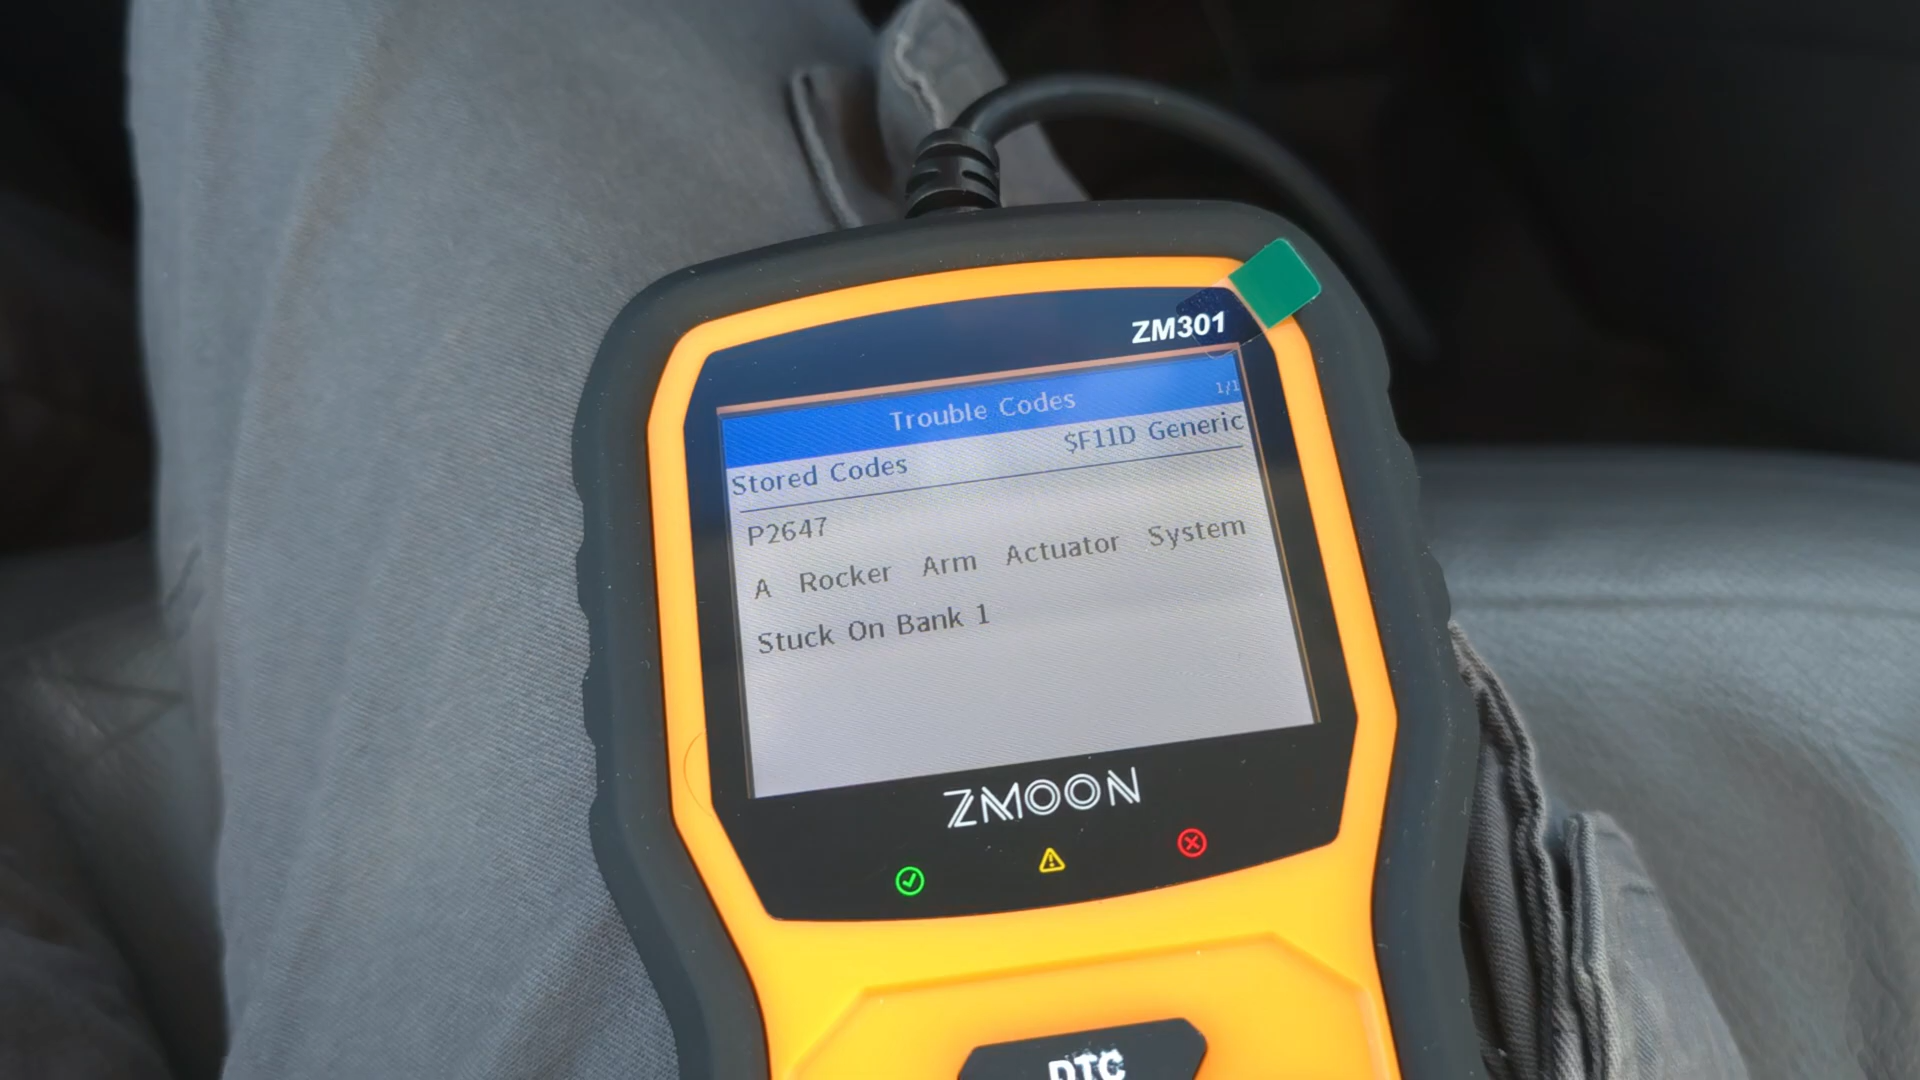 ZM301
Trouble Codes 1/1
Stored Codes $F11D Generic
P2647
A Rocker Arm Actuator System
Stuck On Bank 1
ZMOON
DTC